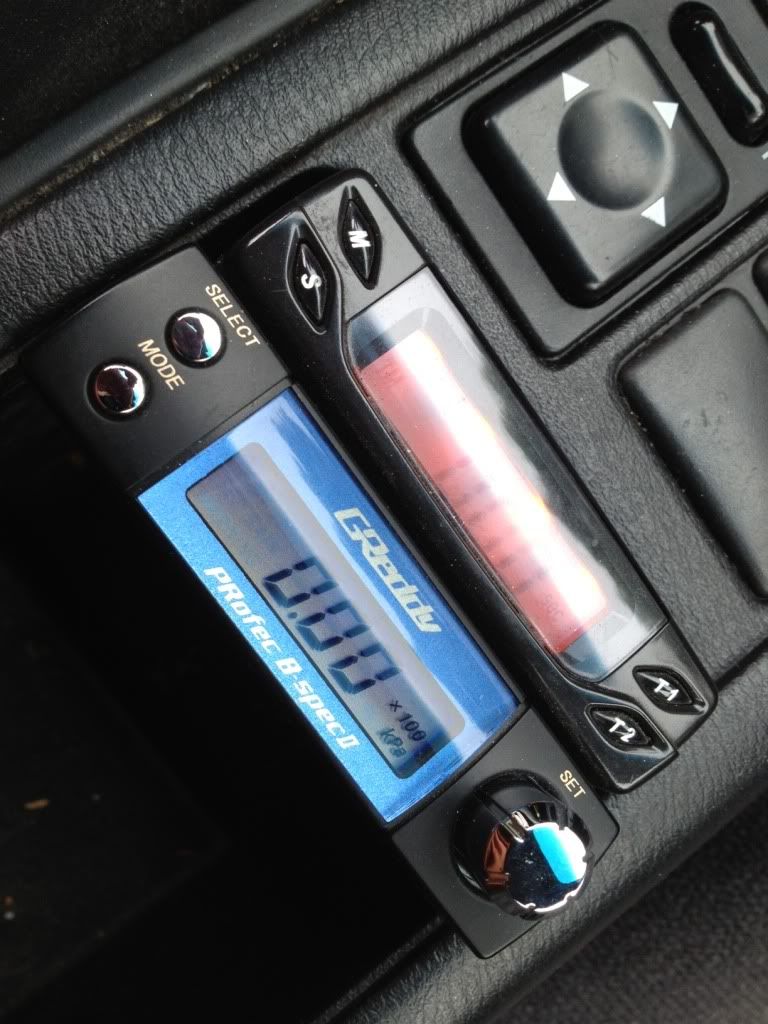 M
S
SELECT
MODE
GReddy
0.00
×100
kPa
PRofec B-spec II
T1
T2
SET